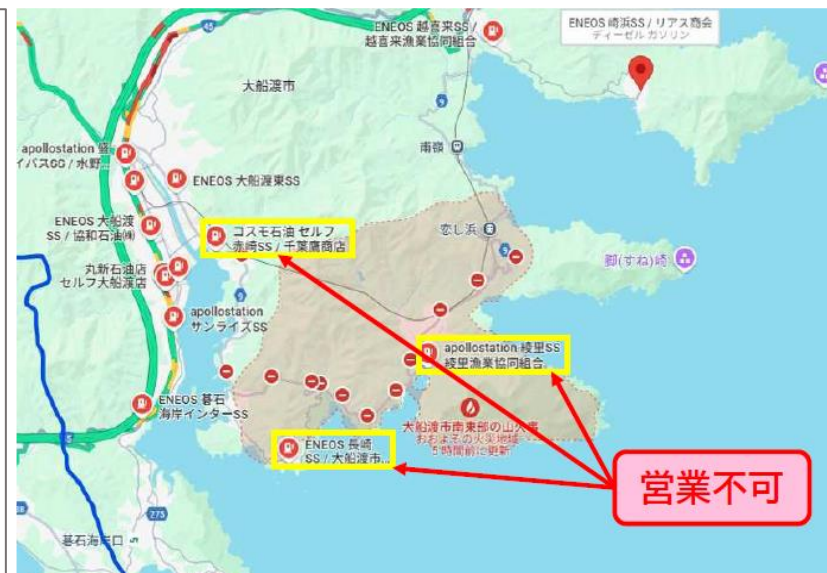 ENEOS 越喜来SS /
越喜来漁業協同組合
ENEOS 崎浜SS / リアス商会
ディーゼル ガソリン
45
大船渡市
9
apollostation 盛
イパスSS / 水野...
南嶺
ENEOS 大船渡東SS
ENEOS 大船渡
SS / 協和石油㈱
コスモ石油 セルフ
赤崎SS / 千葉鷹商店
恋し浜
9
脚(すね)崎
丸新石油店
セルフ大船渡店
9
apollostation
サンライズSS
apollostation 綾里SS
綾里漁業協同組合
ENEOS 碁石
海岸インターSS
大船渡市南東部の山火事
おおよその火災地域
5 時間前に更新
ENEOS 長崎
SS / 大船渡市...
営業不可
38
275
碁石海岸口